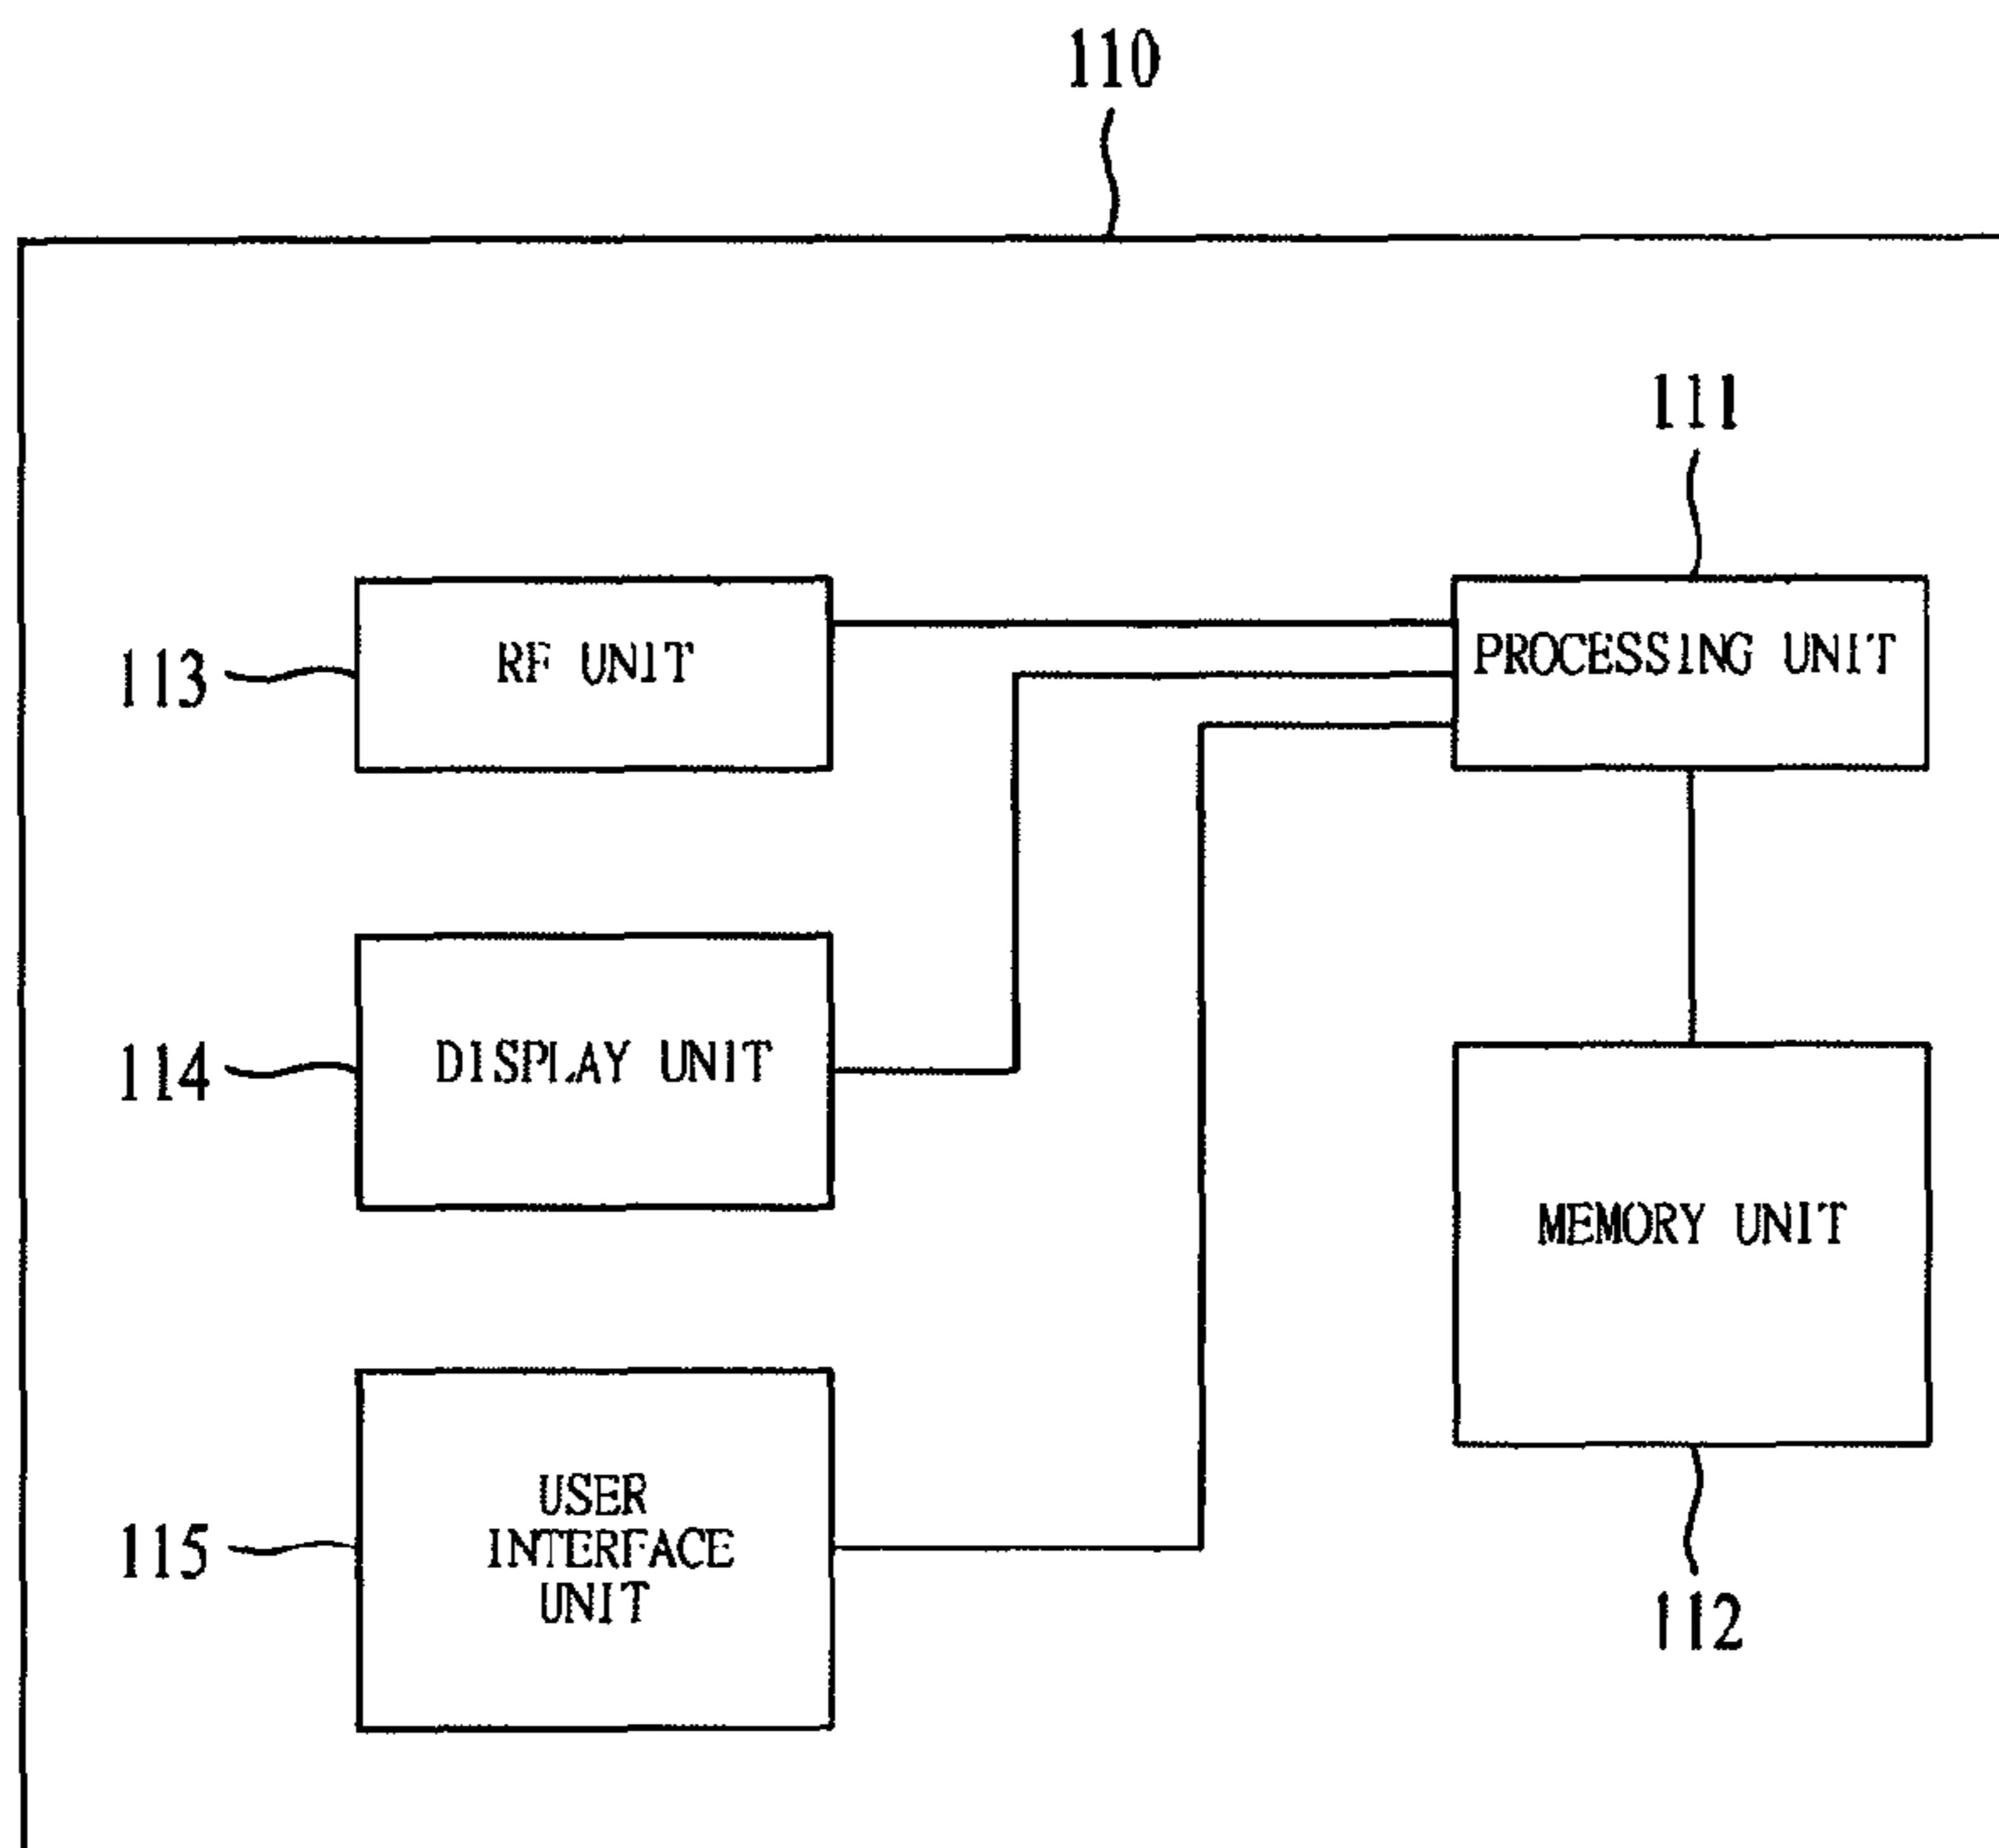 110
111
113
RF UNIT
PROCESSING UNIT
114
DISPLAY UNIT
MEMORY UNIT
115
USER
INTERFACE
UNIT
112